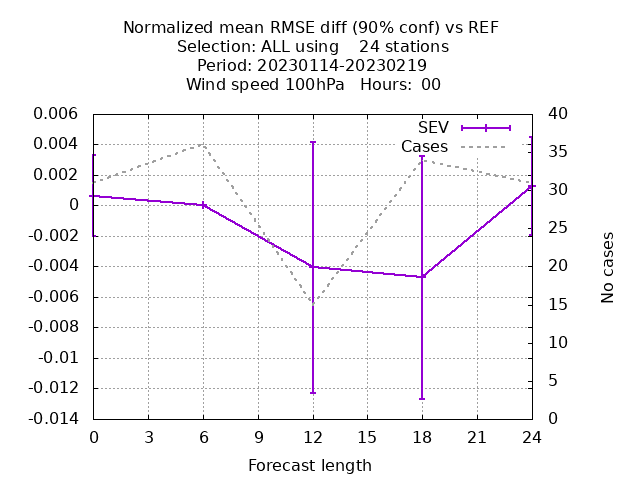 Normalized mean RMSE diff (90% conf) vs REF
Selection: ALL using    24 stations
Period: 20230114-20230219
Wind speed 100hPa   Hours:  00
SEV
Cases
0.006
0.004
0.002
0
-0.002
-0.004
-0.006
-0.008
-0.01
-0.012
-0.014
40
35
30
25
20
15
10
5
0
No cases
0 3 6 9 12 15 18 21 24
Forecast length